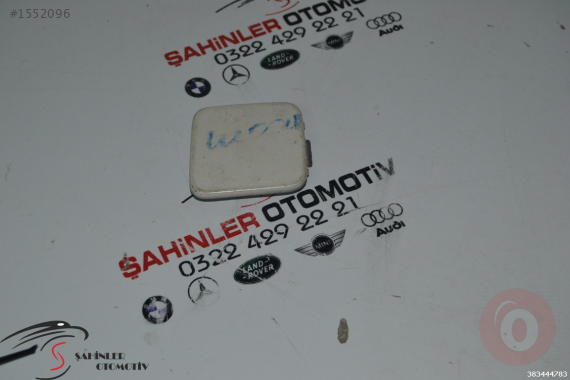 #1552096
ŞAHİNLER OTOMOTİV
0322 429 22 21
LAND-ROVER
MINI
AUDI
ŞAHİNLER OTOMOTİV
0322 429 22 21
LAND-ROVER
MINI
AUDI
ŞAHİNLER
OTOMOTİV
383444783